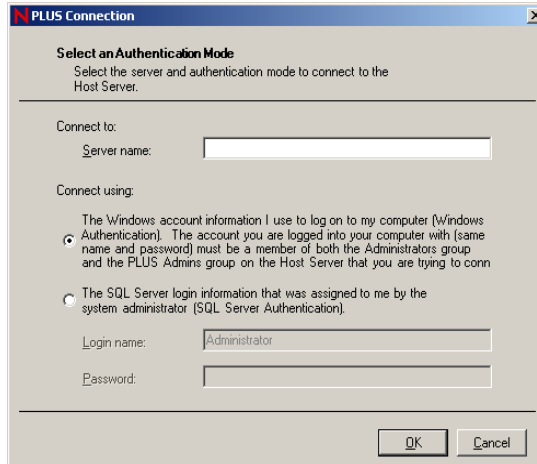 PLUS Connection
Select an Authentication Mode
Select the server and authentication mode to connect to the
Host Server.
Connect to:
Server name:
Connect using:
The Windows account information I use to log on to my computer (Windows
Authentication). The account you are logged into your computer with (same
name and password) must be a member of both the Administrators group
and the PLUS Admins group on the Host Server that you are trying to conn
The SQL Server login information that was assigned to me by the
system administrator (SQL Server Authentication).
Login name:
Administrator
Password:
OK
Cancel